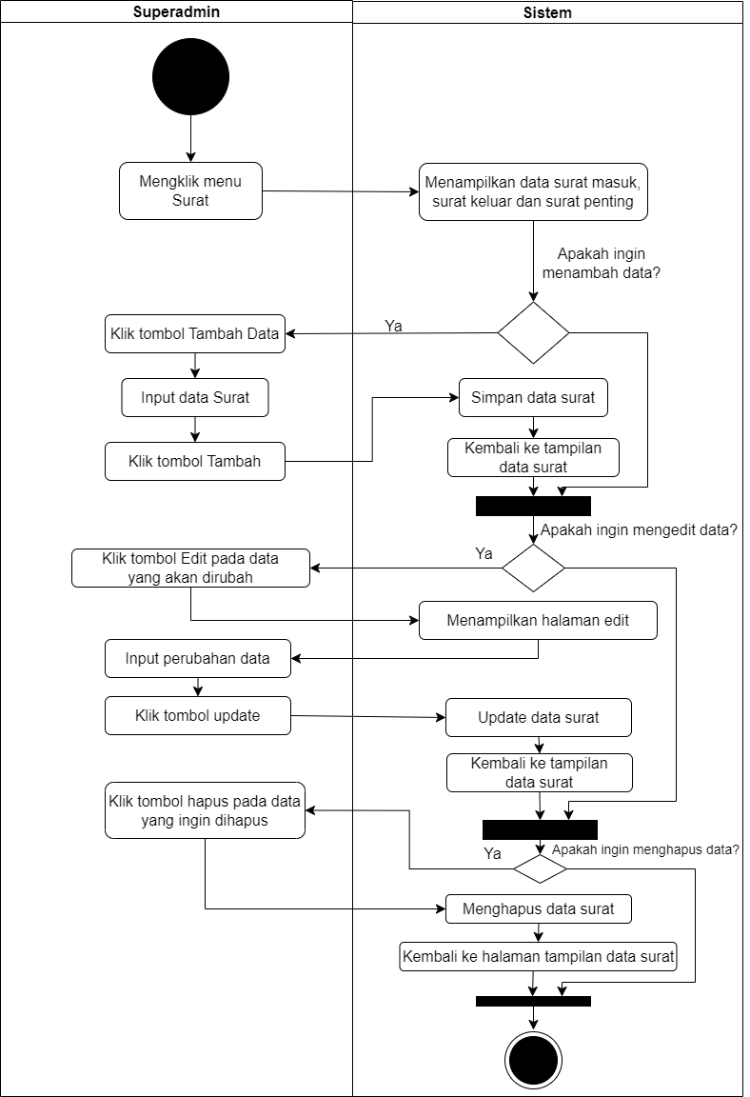 Superadmin
Sistem
Mengklik menu
Surat
Menampilkan data surat masuk,
surat keluar dan surat penting
Apakah ingin
menambah data?
Ya
Klik tombol Tambah Data
Input data Surat
Simpan data surat
Klik tombol Tambah
Kembali ke tampilan
data surat
Apakah ingin mengedit data?
Ya
Klik tombol Edit pada data
yang akan dirubah
Menampilkan halaman edit
Input perubahan data
Klik tombol update
Update data surat
Kembali ke tampilan
data surat
Klik tombol hapus pada data
yang ingin dihapus
Apakah ingin menghapus data?
Ya
Menghapus data surat
Kembali ke halaman tampilan data surat